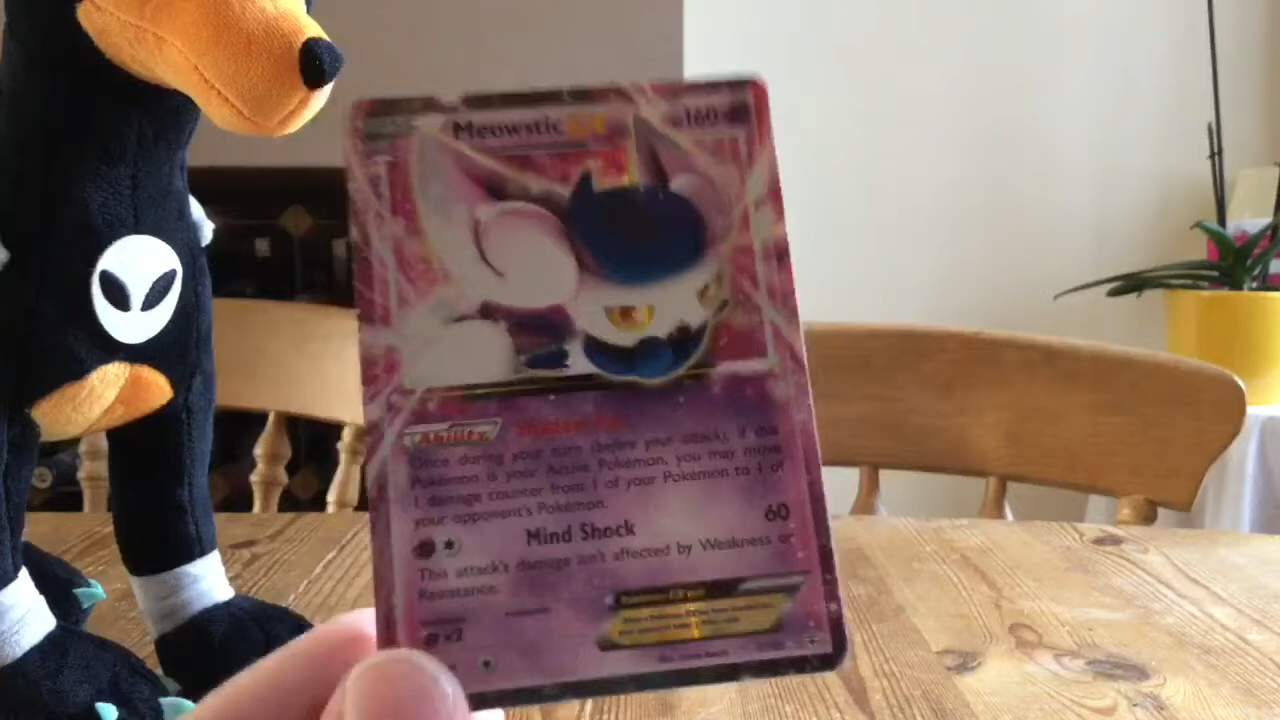 Meowstic EX 160
Ability
Once during your turn (before your attack), if this
Pokémon is your Active Pokémon, you may move
1 damage counter from 1 of your Pokémon to 1 of
your opponent's Pokémon.
Mind Shock 60
This attack's damage isn't affected by Weakness or
Resistance.
x2